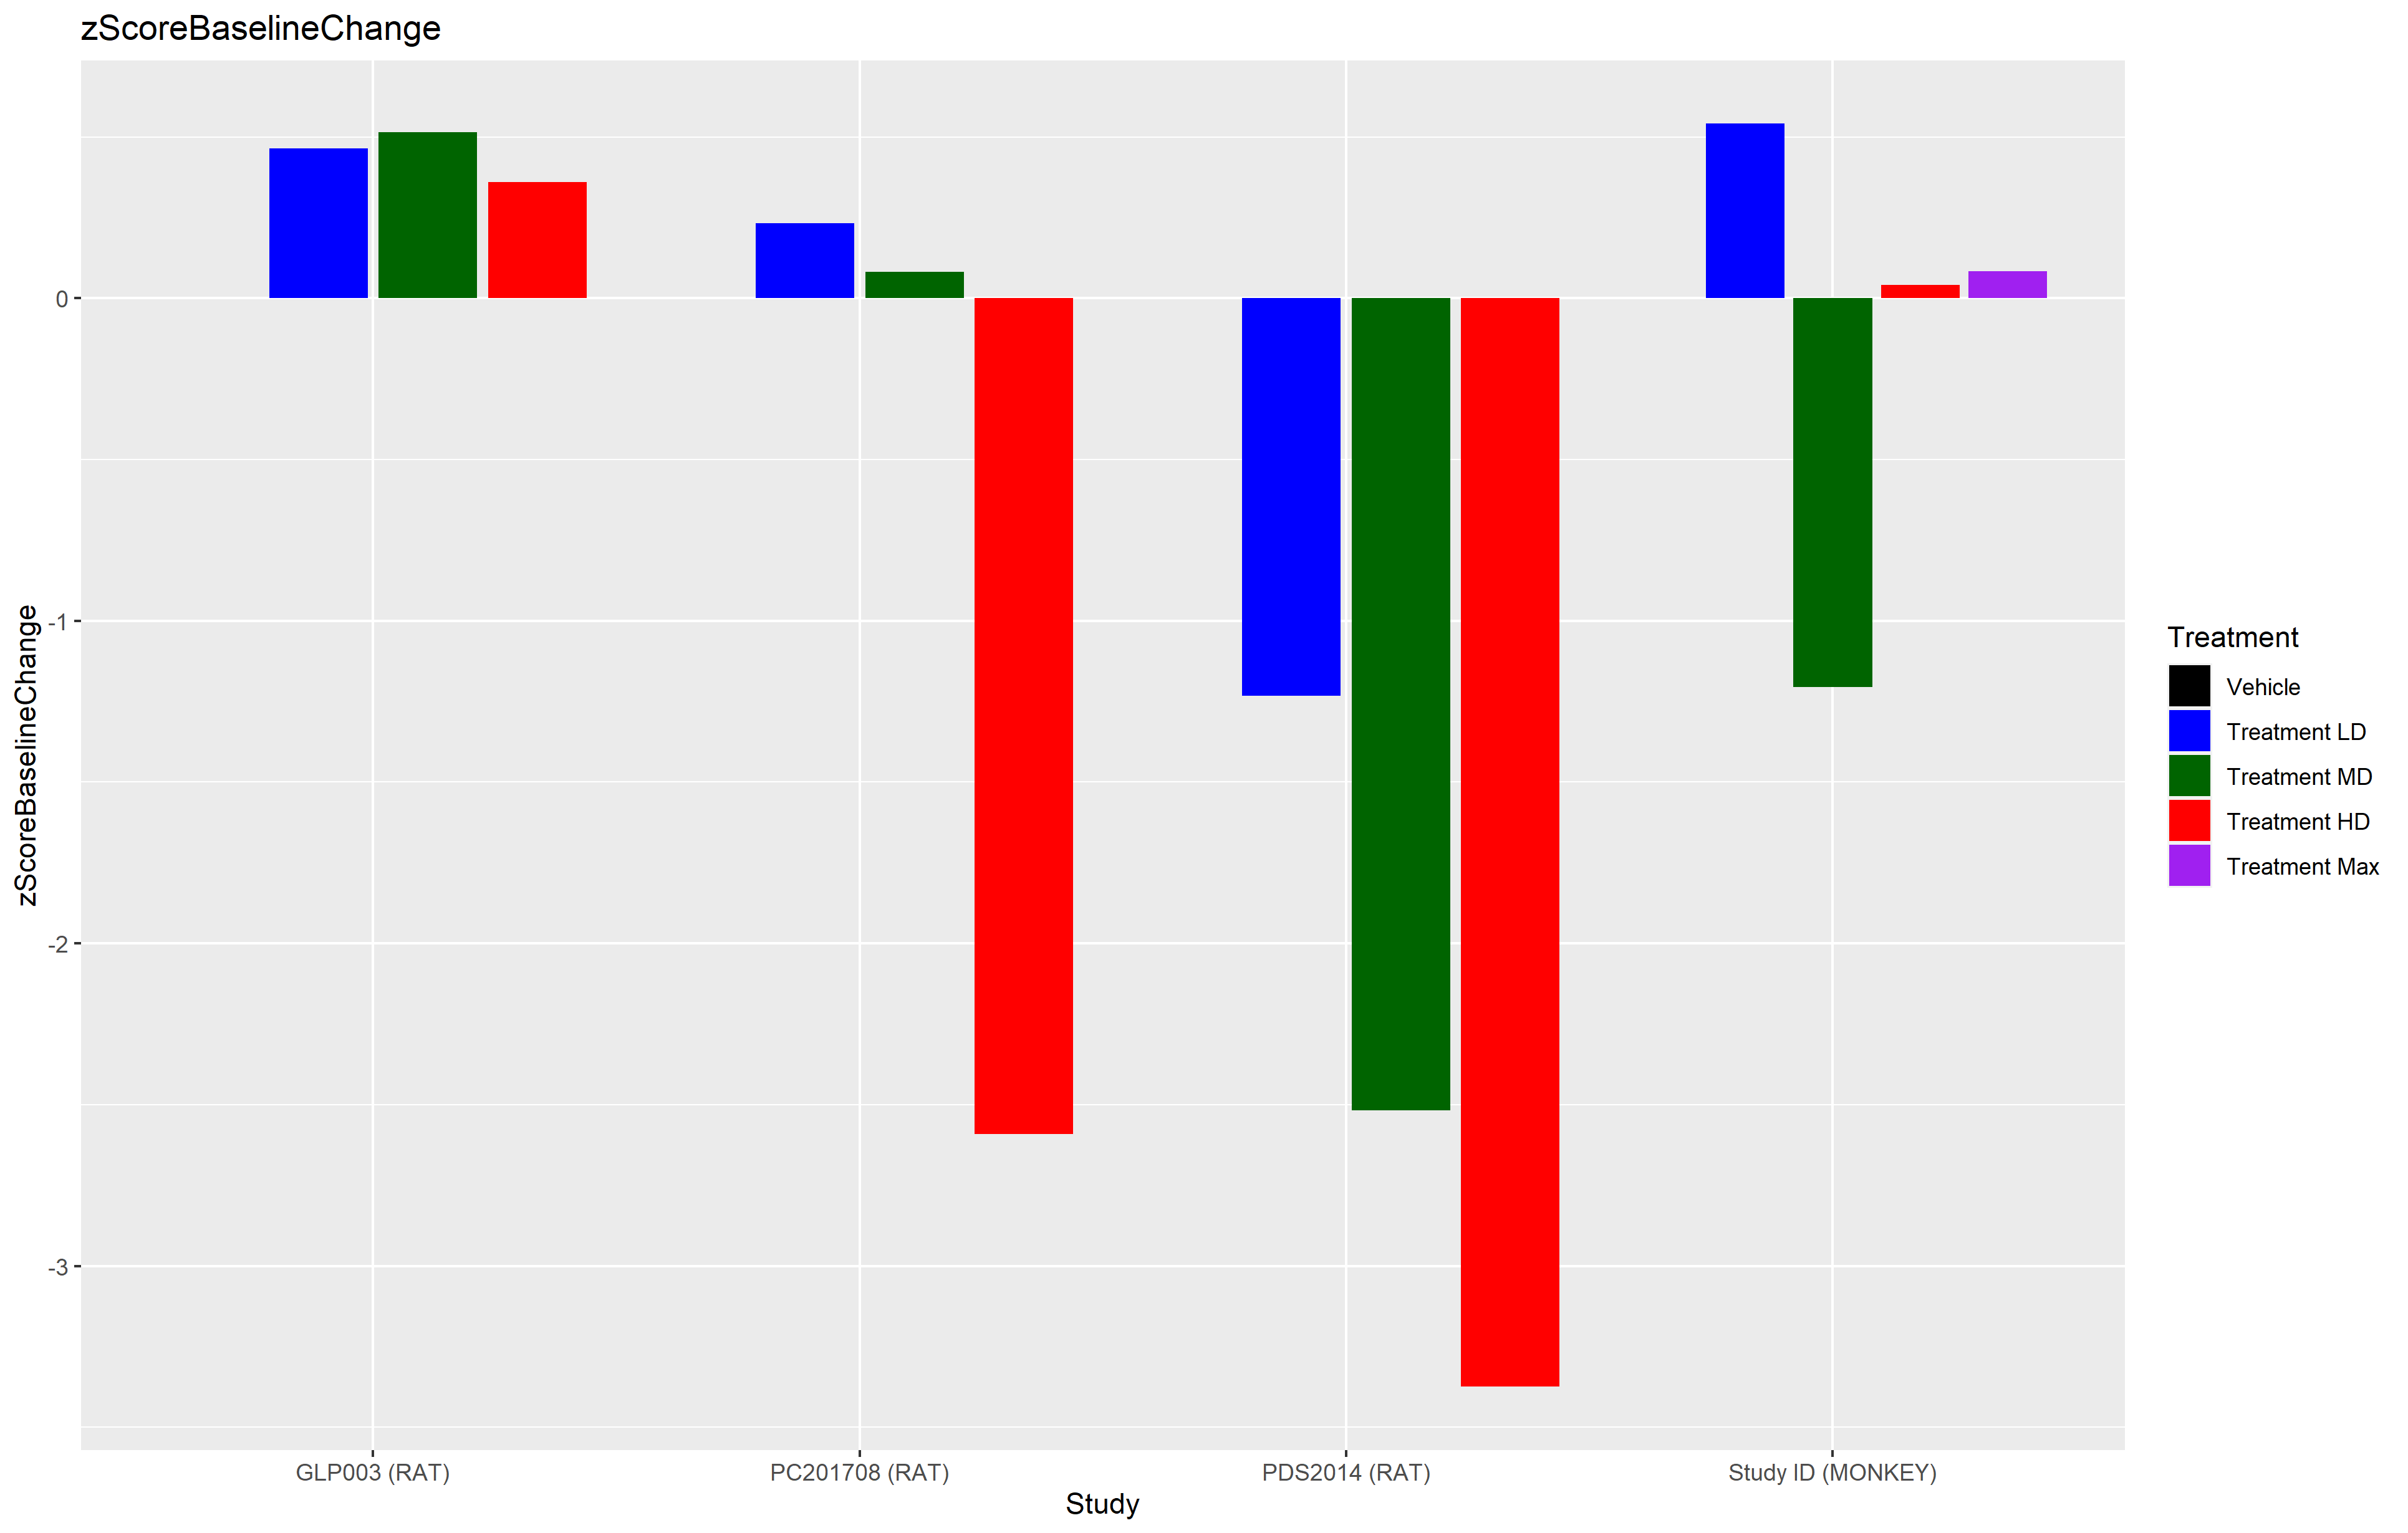 zScoreBaselineChange
zScoreBaselineChange
0
-1
-2
-3
GLP003 (RAT)
PC201708 (RAT)
PDS2014 (RAT)
Study ID (MONKEY)
Study
Treatment
Vehicle
Treatment LD
Treatment MD
Treatment HD
Treatment Max